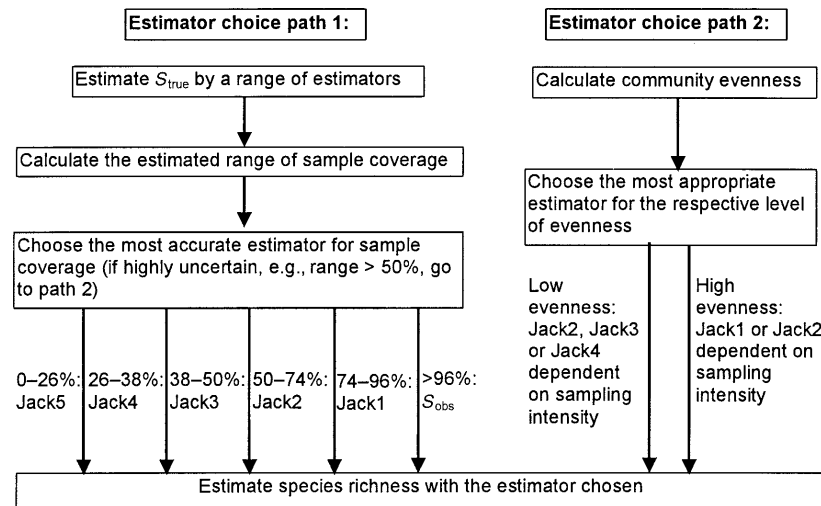 Estimator choice path 1:
Estimate Strue by a range of estimators
Calculate the estimated range of sample coverage
Choose the most accurate estimator for sample
coverage (if highly uncertain, e.g., range > 50%, go
to path 2)
0–26%:
Jack5
26–38%:
Jack4
38–50%:
Jack3
50–74%:
Jack2
74–96%:
Jack1
>96%:
Sobs
Estimator choice path 2:
Calculate community evenness
Choose the most appropriate
estimator for the respective level
of evenness
Low
evenness:
Jack2, Jack3
or Jack4
dependent
on sampling
intensity
High
evenness:
Jack1 or Jack2
dependent on
sampling
intensity
Estimate species richness with the estimator chosen